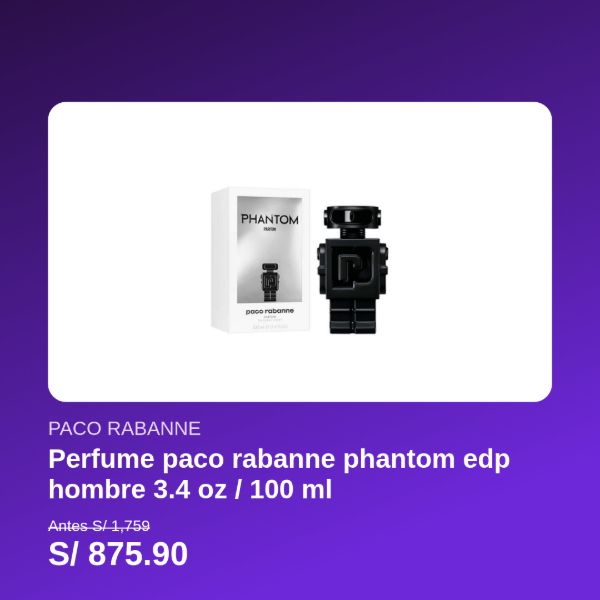 PHANTOM
PARFUM
paco rabanne
PACO RABANNE
Perfume paco rabanne phantom edp
hombre 3.4 oz / 100 ml
Antes S/ 1,759
S/ 875.90